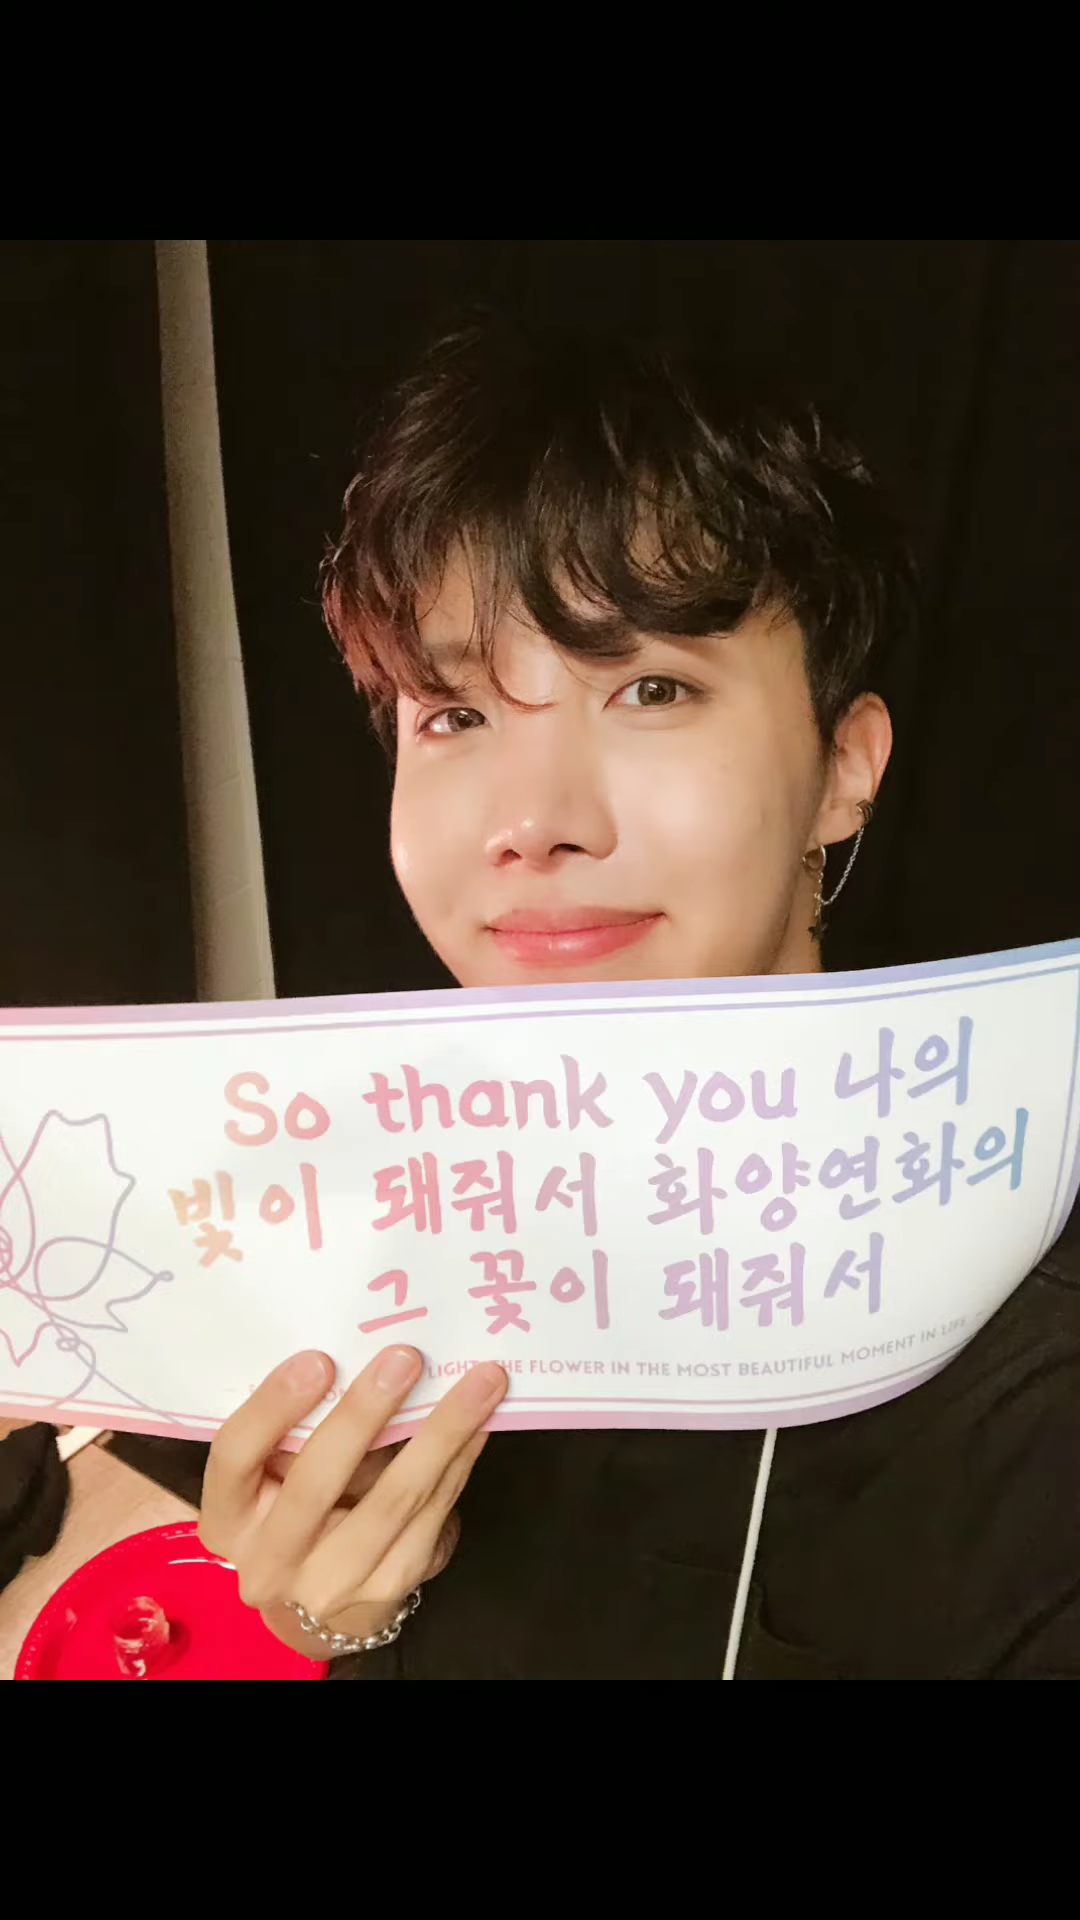 So thank you 나의
빛이 돼줘서 화양연화의
그 꽃이 돼줘서
LIGHT, THE FLOWER IN THE MOST BEAUTIFUL MOMENT IN LIFE